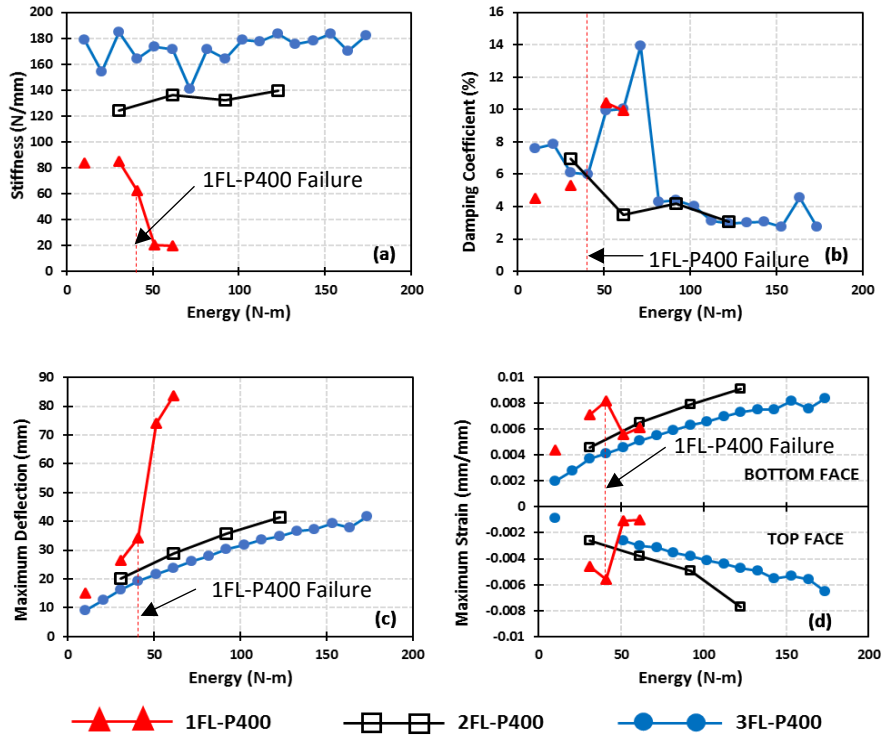 200
180
160
140
120
100
80
60
40
20
0
Stiffness (N/mm)
1FL-P400 Failure
(a)
0 50 100 150 200
Energy (N-m)
16
14
12
10
8
6
4
2
0
Damping Coefficient (%)
1FL-P400 Failure
(b)
0 50 100 150 200
Energy (N-m)
90
80
70
60
50
40
30
20
10
0
Maximum Deflection (mm)
1FL-P400 Failure
(c)
0 50 100 150 200
Energy (N-m)
0.01
0.008
0.006
0.004
0.002
0
-0.002
-0.004
-0.006
-0.008
-0.01
Maximum Strain (mm/mm)
1FL-P400 Failure
BOTTOM FACE
TOP FACE
(d)
0 50 100 150 200
Energy (N-m)
1FL-P400 2FL-P400 3FL-P400